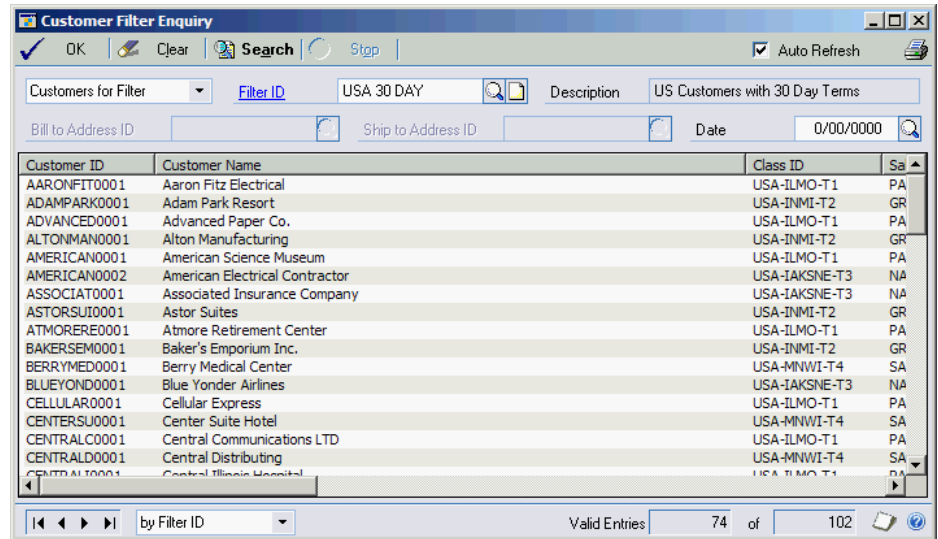 Customer Filter Enquiry
OK Clear Search Stop Auto Refresh
Customers for Filter Filter ID USA 30 DAY Description US Customers with 30 Day Terms
Bill to Address ID Ship to Address ID Date 0/00/0000
Customer ID Customer Name Class ID Sa
AARONFIT0001 Aaron Fitz Electrical USA-ILMO-T1 PA
ADAMPARK0001 Adam Park Resort USA-INMI-T2 GR
ADVANCED0001 Advanced Paper Co. USA-ILMO-T1 PA
ALTONMAN0001 Alton Manufacturing USA-INMI-T2 GR
AMERICAN0001 American Science Museum USA-ILMO-T1 PA
AMERICAN0002 American Electrical Contractor USA-IAKSNE-T3 NA
ASSOCIAT0001 Associated Insurance Company USA-IAKSNE-T3 NA
ASTORSUI0001 Astor Suites USA-INMI-T2 GR
ATMORERE0001 Atmore Retirement Center USA-ILMO-T1 PA
BAKERSEM0001 Baker's Emporium Inc. USA-INMI-T2 GR
BERRYMED0001 Berry Medical Center USA-MNWI-T4 SA
BLUEYOND0001 Blue Yonder Airlines USA-IAKSNE-T3 NA
CELLULAR0001 Cellular Express USA-ILMO-T1 PA
CENTERSU0001 Center Suite Hotel USA-MNWI-T4 SA
CENTRALC0001 Central Communications LTD USA-ILMO-T1 PA
CENTRALD0001 Central Distributing USA-MNWI-T4 SA
CENTRALI0001 Central Illinois Hospital USA-ILMO-T1 PA
by Filter ID Valid Entries 74 of 102